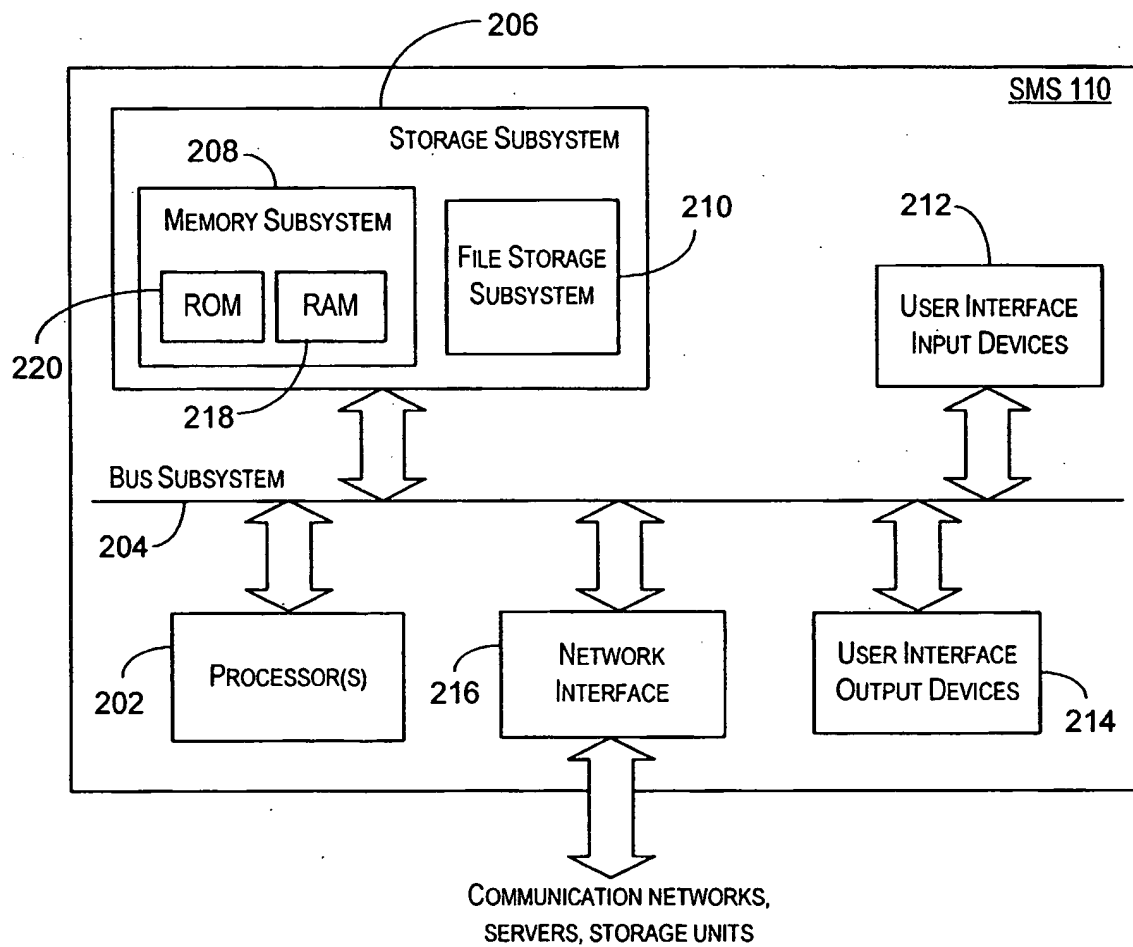 206
SMS 110
STORAGE SUBSYSTEM
208
MEMORY SUBSYSTEM
210
212
FILE STORAGE
SUBSYSTEM
ROM
RAM
USER INTERFACE
INPUT DEVICES
220
218
BUS SUBSYSTEM
204
PROCESSOR(S)
NETWORK
INTERFACE
USER INTERFACE
OUTPUT DEVICES
202
216
214
COMMUNICATION NETWORKS,
SERVERS, STORAGE UNITS